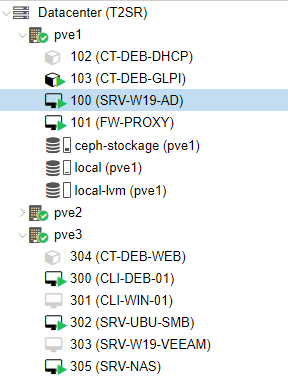 Datacenter (T2SR)
pve1
102 (CT-DEB-DHCP)
103 (CT-DEB-GLPI)
100 (SRV-W19-AD)
101 (FW-PROXY)
ceph-stockage (pve1)
local (pve1)
local-lvm (pve1)
pve2
pve3
304 (CT-DEB-WEB)
300 (CLI-DEB-01)
301 (CLI-WIN-01)
302 (SRV-UBU-SMB)
303 (SRV-W19-VEEAM)
305 (SRV-NAS)